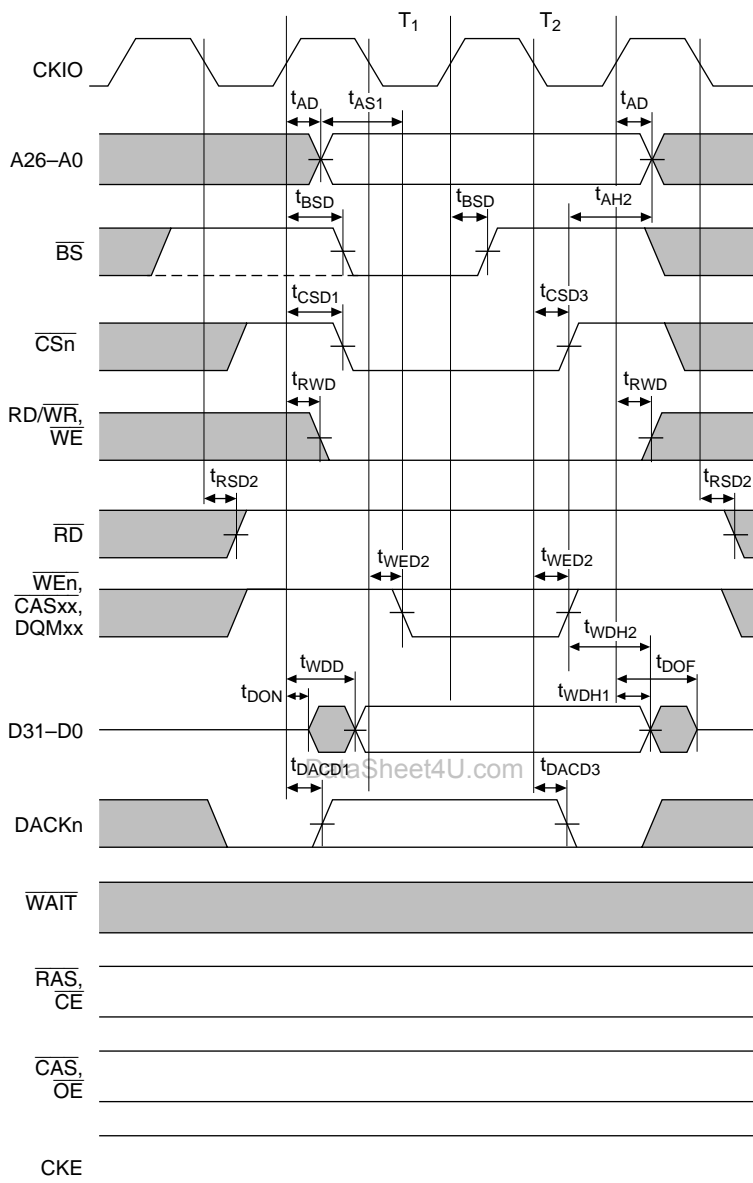 T1 T2
CKIO
tAD tAS1 tAD
A26–A0
tBSD tBSD tAH2
BS
tCSD1 tCSD3
CSn
tRWD tRWD
RD/WR,
WE
tRSD2 tRSD2
RD
WEn,
CASxx,
DQMxx
tWED2 tWED2
tWDH2
tWDD tDOF
tDON tWDH1
D31–D0
DataSheet4U.com
tDACD1 tDACD3
DACKn
WAIT
RAS,
CE
CAS,
OE
CKE